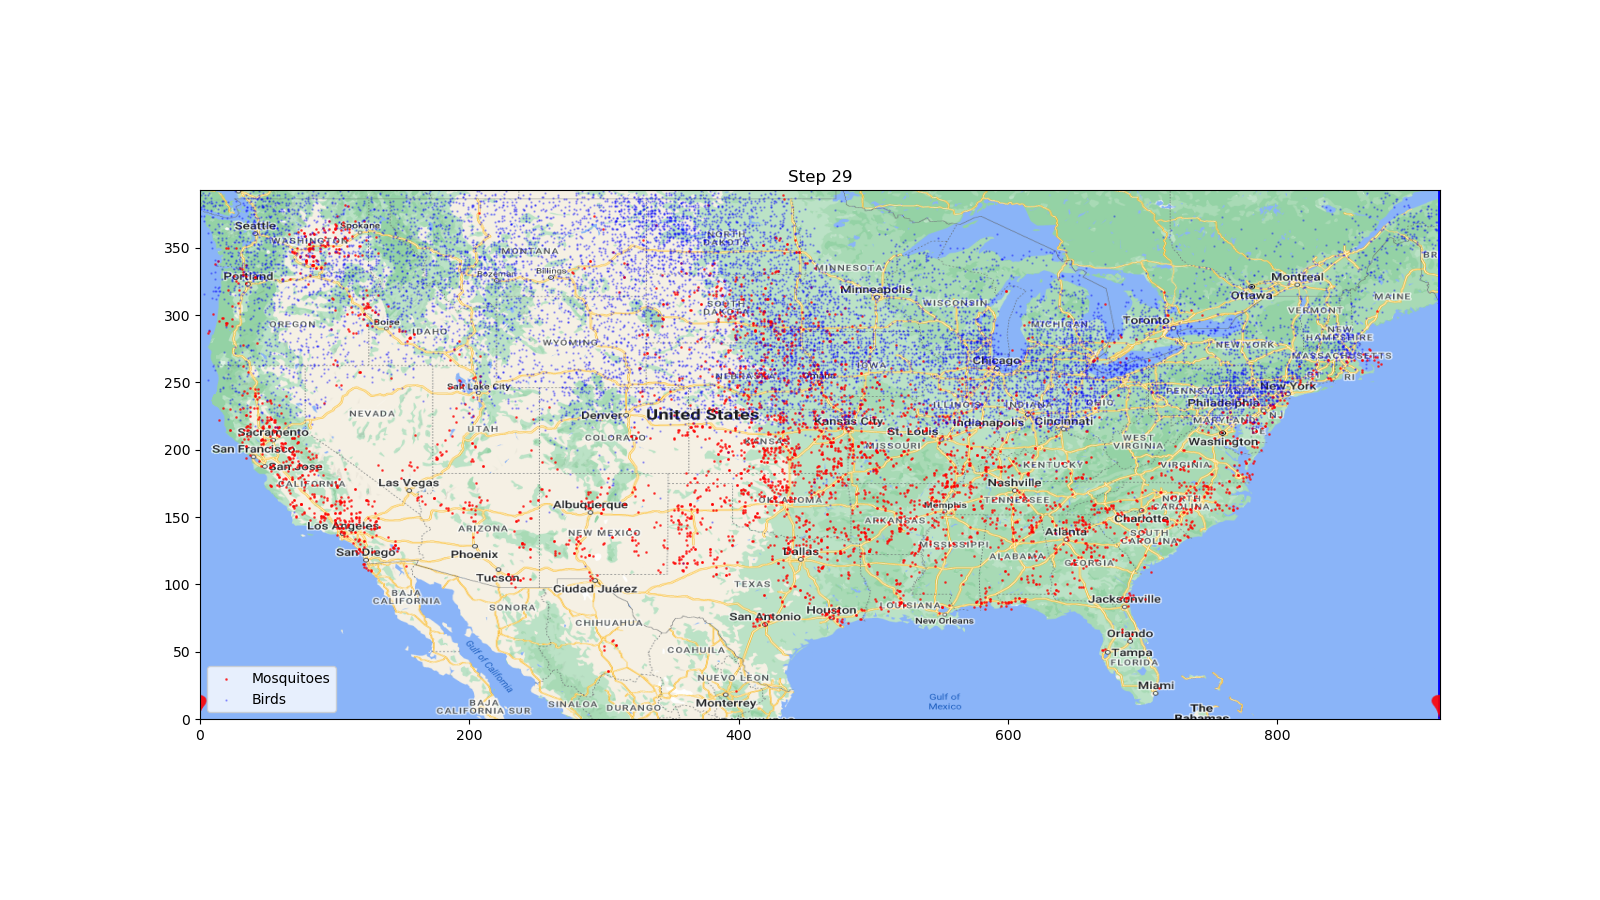 Step 29
350
300
250
200
150
100
50
0
0
200
400
600
800
Mosquitoes
Birds
Seattle
WASHINGTON
Spokane
Portland
OREGON
Boise
IDAHO
MONTANA
Bozeman
Billings
NORTH
DAKOTA
SOUTH
DAKOTA
MINNESOTA
Minneapolis
WISCONSIN
MICHIGAN
Toronto
Ottawa
Montreal
MAINE
BR
VERMONT
NEW
HAMPSHIRE
MASSACHUSETTS
NEW YORK
RI
WYOMING
NEBRASKA
Omaha
IOWA
Chicago
Salt Lake City
NEVADA
UTAH
Denver
COLORADO
United States
KANSAS
Kansas City
St. Louis
MISSOURI
ILLINOIS
INDIANA
Indianapolis
OHIO
Cincinnati
PENNSYLVANIA
New York
Philadelphia
NJ
MARYLAND
DE
Washington
WEST
VIRGINIA
VIRGINIA
KENTUCKY
Nashville
TENNESSEE
NORTH
CAROLINA
Charlotte
SOUTH
CAROLINA
Sacramento
San Francisco
San Jose
CALIFORNIA
Las Vegas
Los Angeles
San Diego
ARIZONA
Phoenix
Tucson
Albuquerque
NEW MEXICO
Ciudad Juárez
OKLAHOMA
ARKANSAS
Memphis
MISSISSIPPI
ALABAMA
Atlanta
GEORGIA
Dallas
TEXAS
San Antonio
Houston
LOUISIANA
New Orleans
Jacksonville
Orlando
Tampa
FLORIDA
Miami
The
Bahamas
Gulf of
Mexico
BAJA
CALIFORNIA
SONORA
CHIHUAHUA
COAHUILA
NUEVO LEON
Monterrey
Gulf of California
BAJA
CALIFORNIA SUR
SINALOA
DURANGO